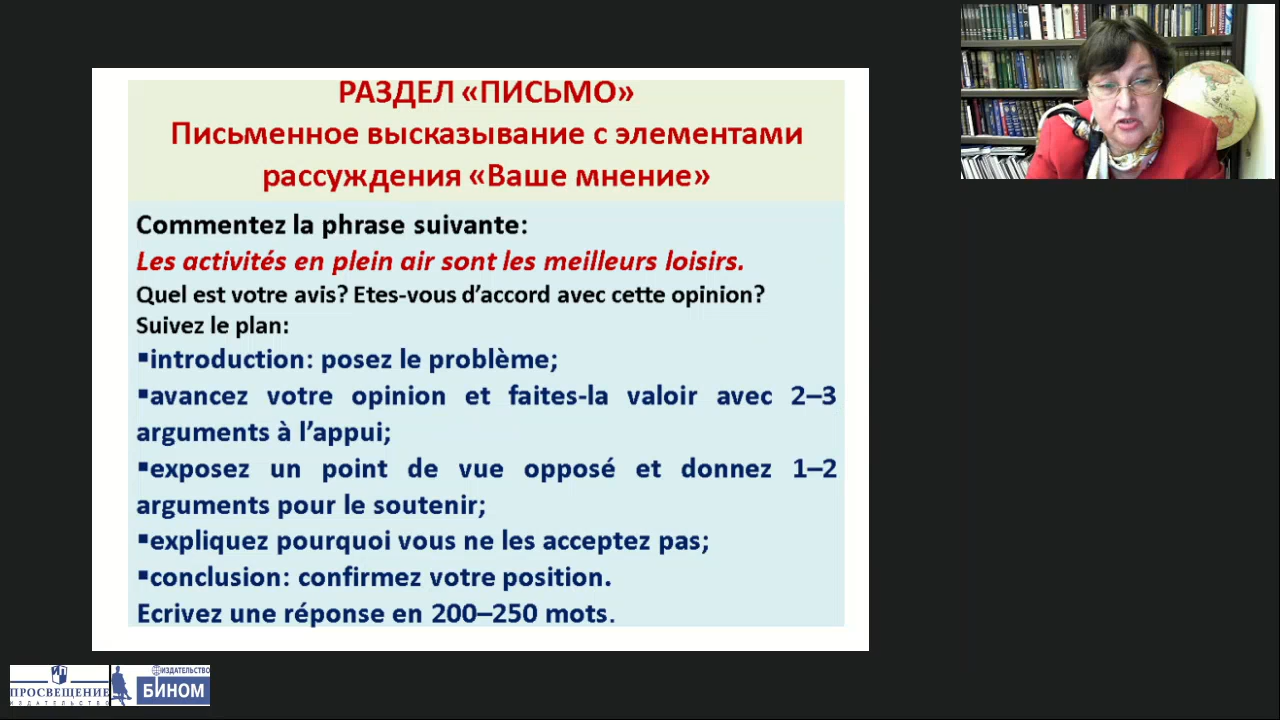 РАЗДЕЛ «ПИСЬМО»
Письменное высказывание с элементами
рассуждения «Ваше мнение»
Commentez la phrase suivante:
Les activités en plein air sont les meilleurs loisirs.
Quel est votre avis? Etes-vous d’accord avec cette opinion?
Suivez le plan:
▪introduction: posez le problème;
▪avancez votre opinion et faites-la valoir avec 2–3
arguments à l’appui;
▪exposez un point de vue opposé et donnez 1–2
arguments pour le soutenir;
▪expliquez pourquoi vous ne les acceptez pas;
▪conclusion: confirmez votre position.
Ecrivez une réponse en 200–250 mots.
ПРОСВЕЩЕНИЕ
ИЗДАТЕЛЬСТВО
ИЗДАТЕЛЬСТВО
БИНОМ